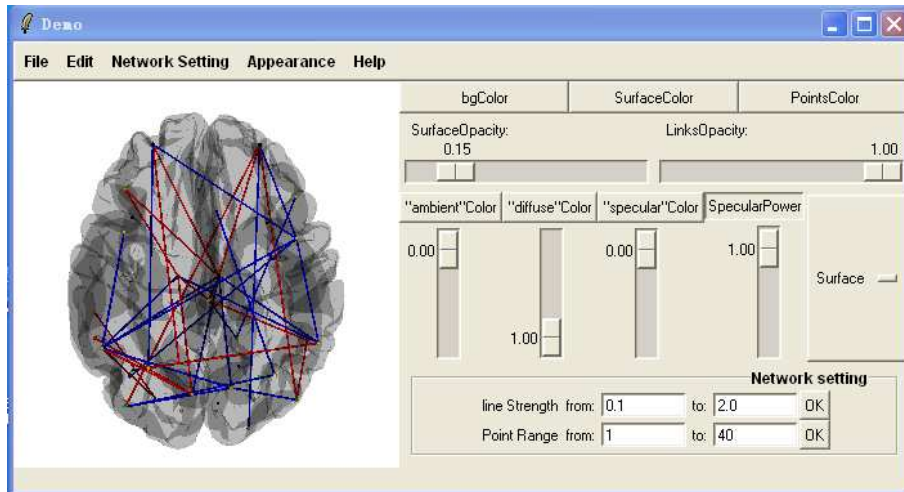 Demo
File Edit Network Setting Appearance Help
bgColor SurfaceColor PointsColor
SurfaceOpacity: LinksOpacity:
0.15 1.00
"ambient"Color "diffuse"Color "specular"Color SpecularPower
0.00 0.00 1.00
Surface
1.00
Network setting
line Strength from: 0.1 to: 2.0 OK
Point Range from: 1 to: 40 OK